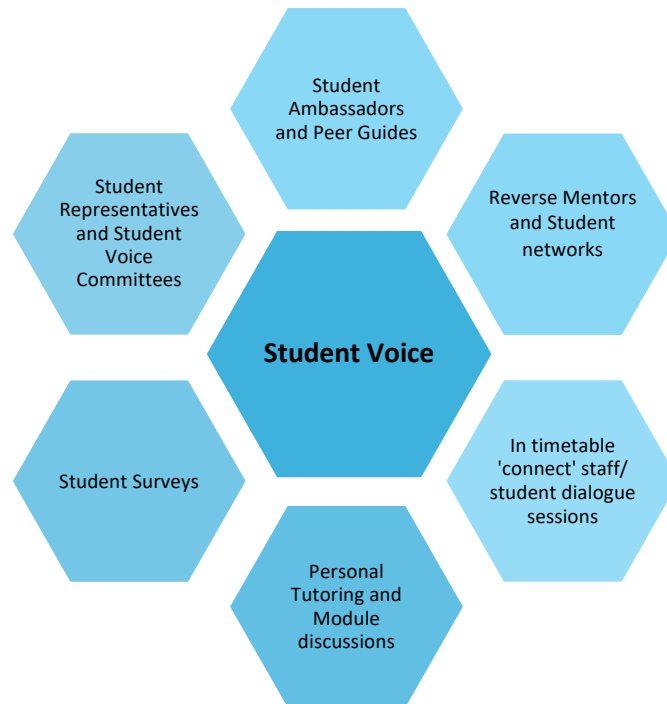 Student
Ambassadors
and Peer Guides
Student
Representatives
and Student
Voice
Committees
Reverse Mentors
and Student
networks
Student Voice
Student Surveys
In timetable
'connect' staff/
student dialogue
sessions
Personal
Tutoring and
Module
discussions